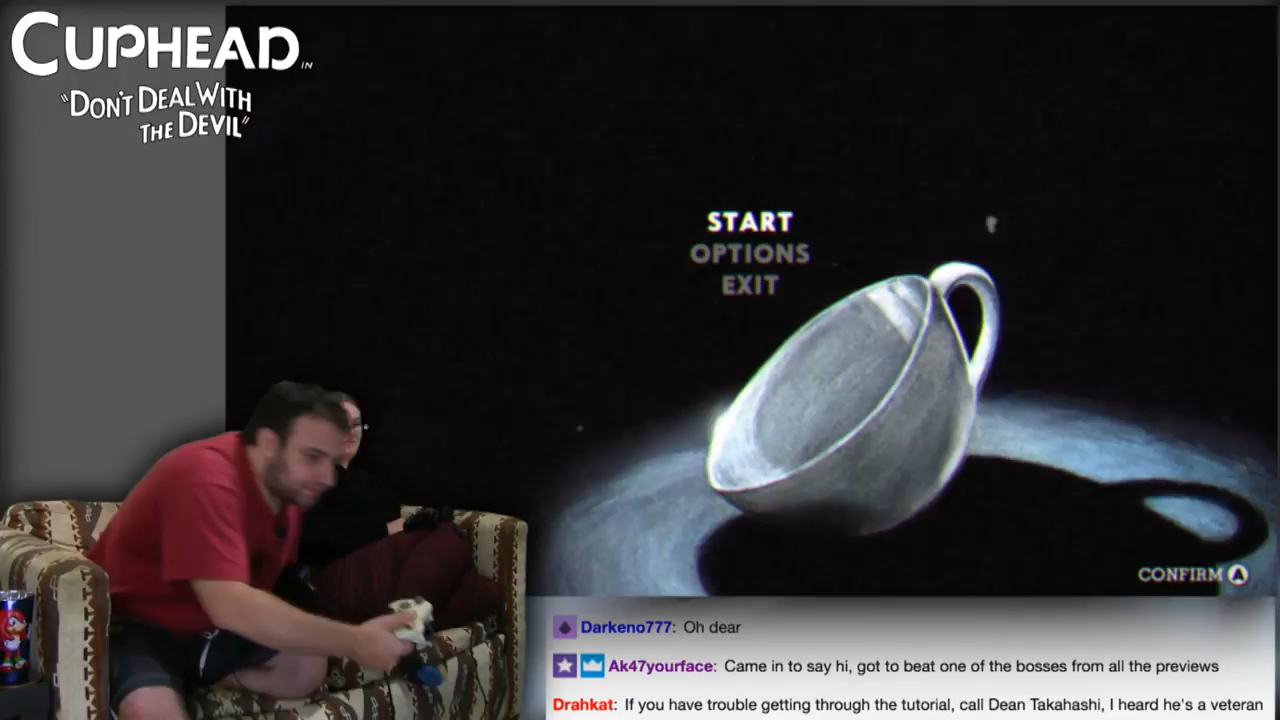 CUPHEAD IN
"DON'T DEAL WITH
THE DEVIL"
START
OPTIONS
EXIT
CONFIRM A
Darkeno777: Oh dear
Ak47yourface: Came in to say hi, got to beat one of the bosses from all the previews
Drahkat: If you have trouble getting through the tutorial, call Dean Takahashi, I heard he's a veteran